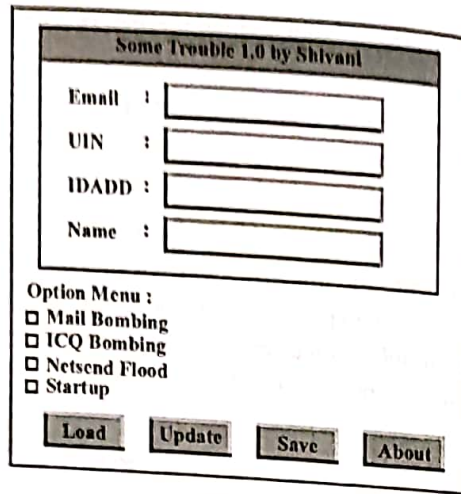 Some Trouble 1.0 by Shivani
Email :
UIN :
IDADD :
Name :
Option Menu :
Mail Bombing
ICQ Bombing
Netsend Flood
Startup
Load Update Save About